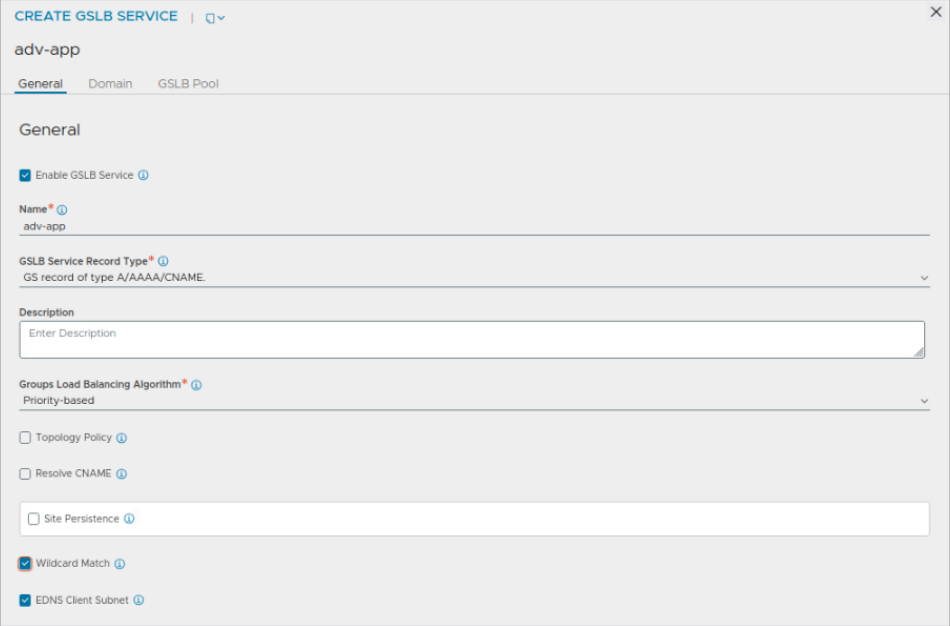 CREATE GSLB SERVICE
adv-app
General Domain GSLB Pool
General
Enable GSLB Service
Name*
adv-app
GSLB Service Record Type*
GS record of type A/AAAA/CNAME.
Description
Enter Description
Groups Load Balancing Algorithm*
Priority-based
Topology Policy
Resolve CNAME
Site Persistence
Wildcard Match
EDNS Client Subnet